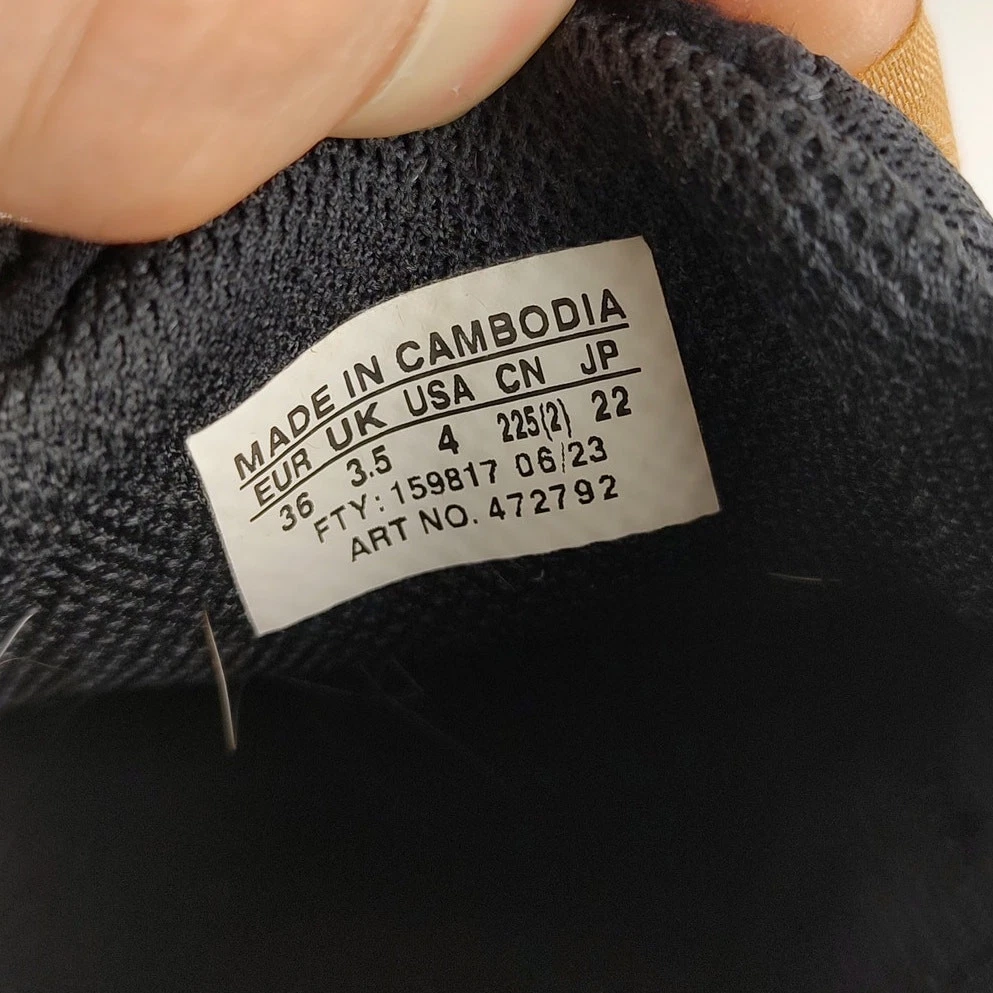 MADE IN CAMBODIA
EUR UK USA CN JP
36 3.5 4 225(2) 22
FTY: 159817 06/23
ART NO. 472792